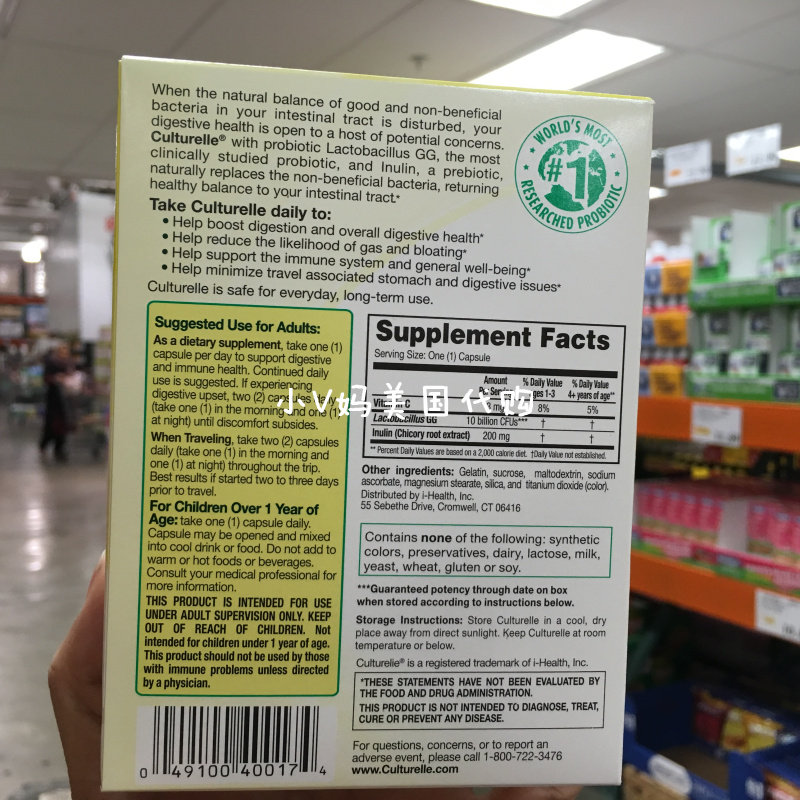 When the natural balance of good and non-beneficial
bacteria in your intestinal tract is disturbed, your
digestive health is open to a host of potential concerns.
Culturelle® with probiotic Lactobacillus GG, the most
clinically studied probiotic, and Inulin, a prebiotic,
naturally replaces the non-beneficial bacteria, returning
healthy balance to your intestinal tract.*
WORLD'S MOST
#1
RESEARCHED PROBIOTIC
Take Culturelle daily to:
• Help boost digestion and overall digestive health*
• Help reduce the likelihood of gas and bloating*
• Help support the immune system and general well-being*
• Help minimize travel associated stomach and digestive issues*
Culturelle is safe for everyday, long-term use.
Suggested Use for Adults:
As a dietary supplement, take one (1)
capsule per day to support digestive
and immune health. Continued daily
use is suggested. If experiencing
digestive upset, two (2) capsules
(take one (1) in the morning and one (1)
at night) until discomfort subsides.
When Traveling, take two (2) capsules
daily (take one (1) in the morning and
one (1) at night) throughout the trip.
Best results if started two to three days
prior to travel.
For Children Over 1 Year of
Age: take one (1) capsule daily.
Capsule may be opened and mixed
into cool drink or food. Do not add to
warm or hot foods or beverages.
Consult your medical professional for
more information.
THIS PRODUCT IS INTENDED FOR USE
UNDER ADULT SUPERVISION ONLY. KEEP
OUT OF REACH OF CHILDREN. Not
intended for children under 1 year of age.
This product should not be used by those
with immune problems unless directed
by a physician.
0 49100 40017 4
Supplement Facts
Serving Size: One (1) Capsule
Amount % Daily Value % Daily Value
Per Serving ages 1-3 4+ years of age**
Vitamin C mg 8% 5%
Lactobacillus GG 10 billion CFUs*** † †
Inulin (Chicory root extract) 200 mg † †
** Percent Daily Values are based on a 2,000 calorie diet. †Daily Value not established.
小V妈美国代购
Other ingredients: Gelatin, sucrose, maltodextrin, sodium
ascorbate, magnesium stearate, silica, and titanium dioxide (color).
Distributed by i-Health, Inc.
55 Sebethe Drive, Cromwell, CT 06416
Contains none of the following: synthetic
colors, preservatives, dairy, lactose, milk,
yeast, wheat, gluten or soy.
***Guaranteed potency through date on box
when stored according to instructions below.
Storage Instructions: Store Culturelle in a cool, dry
place away from direct sunlight. Keep Culturelle at room
temperature or below.
Culturelle® is a registered trademark of i-Health, Inc.
*THESE STATEMENTS HAVE NOT BEEN EVALUATED BY
THE FOOD AND DRUG ADMINISTRATION.
THIS PRODUCT IS NOT INTENDED TO DIAGNOSE, TREAT,
CURE OR PREVENT ANY DISEASE.
For questions, concerns, or to report an
adverse event, please call 1-800-722-3476
www.Culturelle.com